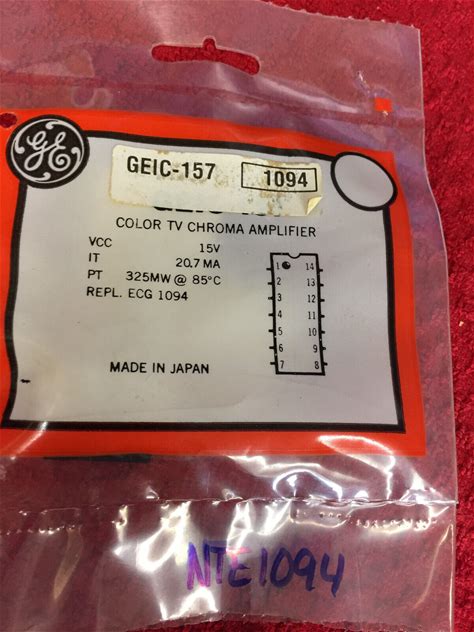 GE
GEIC-157 1094
COLOR TV CHROMA AMPLIFIER
VCC 15V
IT 20.7 MA
PT 325MW @ 85°C
REPL. ECG 1094
1 14
2 13
3 12
4 11
5 10
6 9
7 8
MADE IN JAPAN
NTE1094